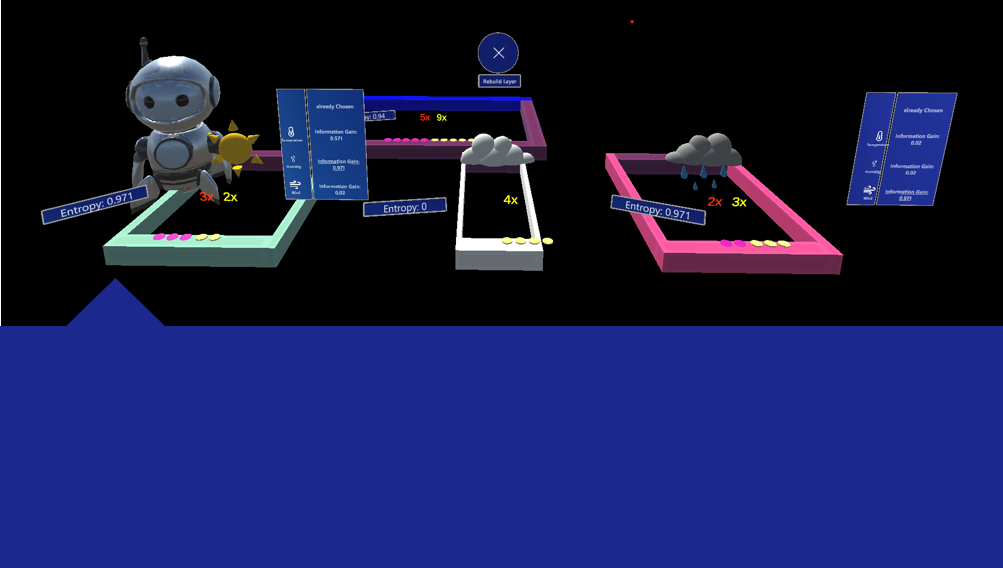 Rebuild Layer
already Chosen
Information Gain:
0.571
Temperature
Information Gain:
0.971
Humidity
Information Gain:
0.02
Wind
0.94
5x 9x
Entropy: 0.971
3x 2x
Entropy: 0
4x
Entropy: 0.971
2x 3x
already Chosen
Information Gain:
0.02
Temperature
Information Gain:
0.02
Humidity
Information Gain:
0.971
Wind